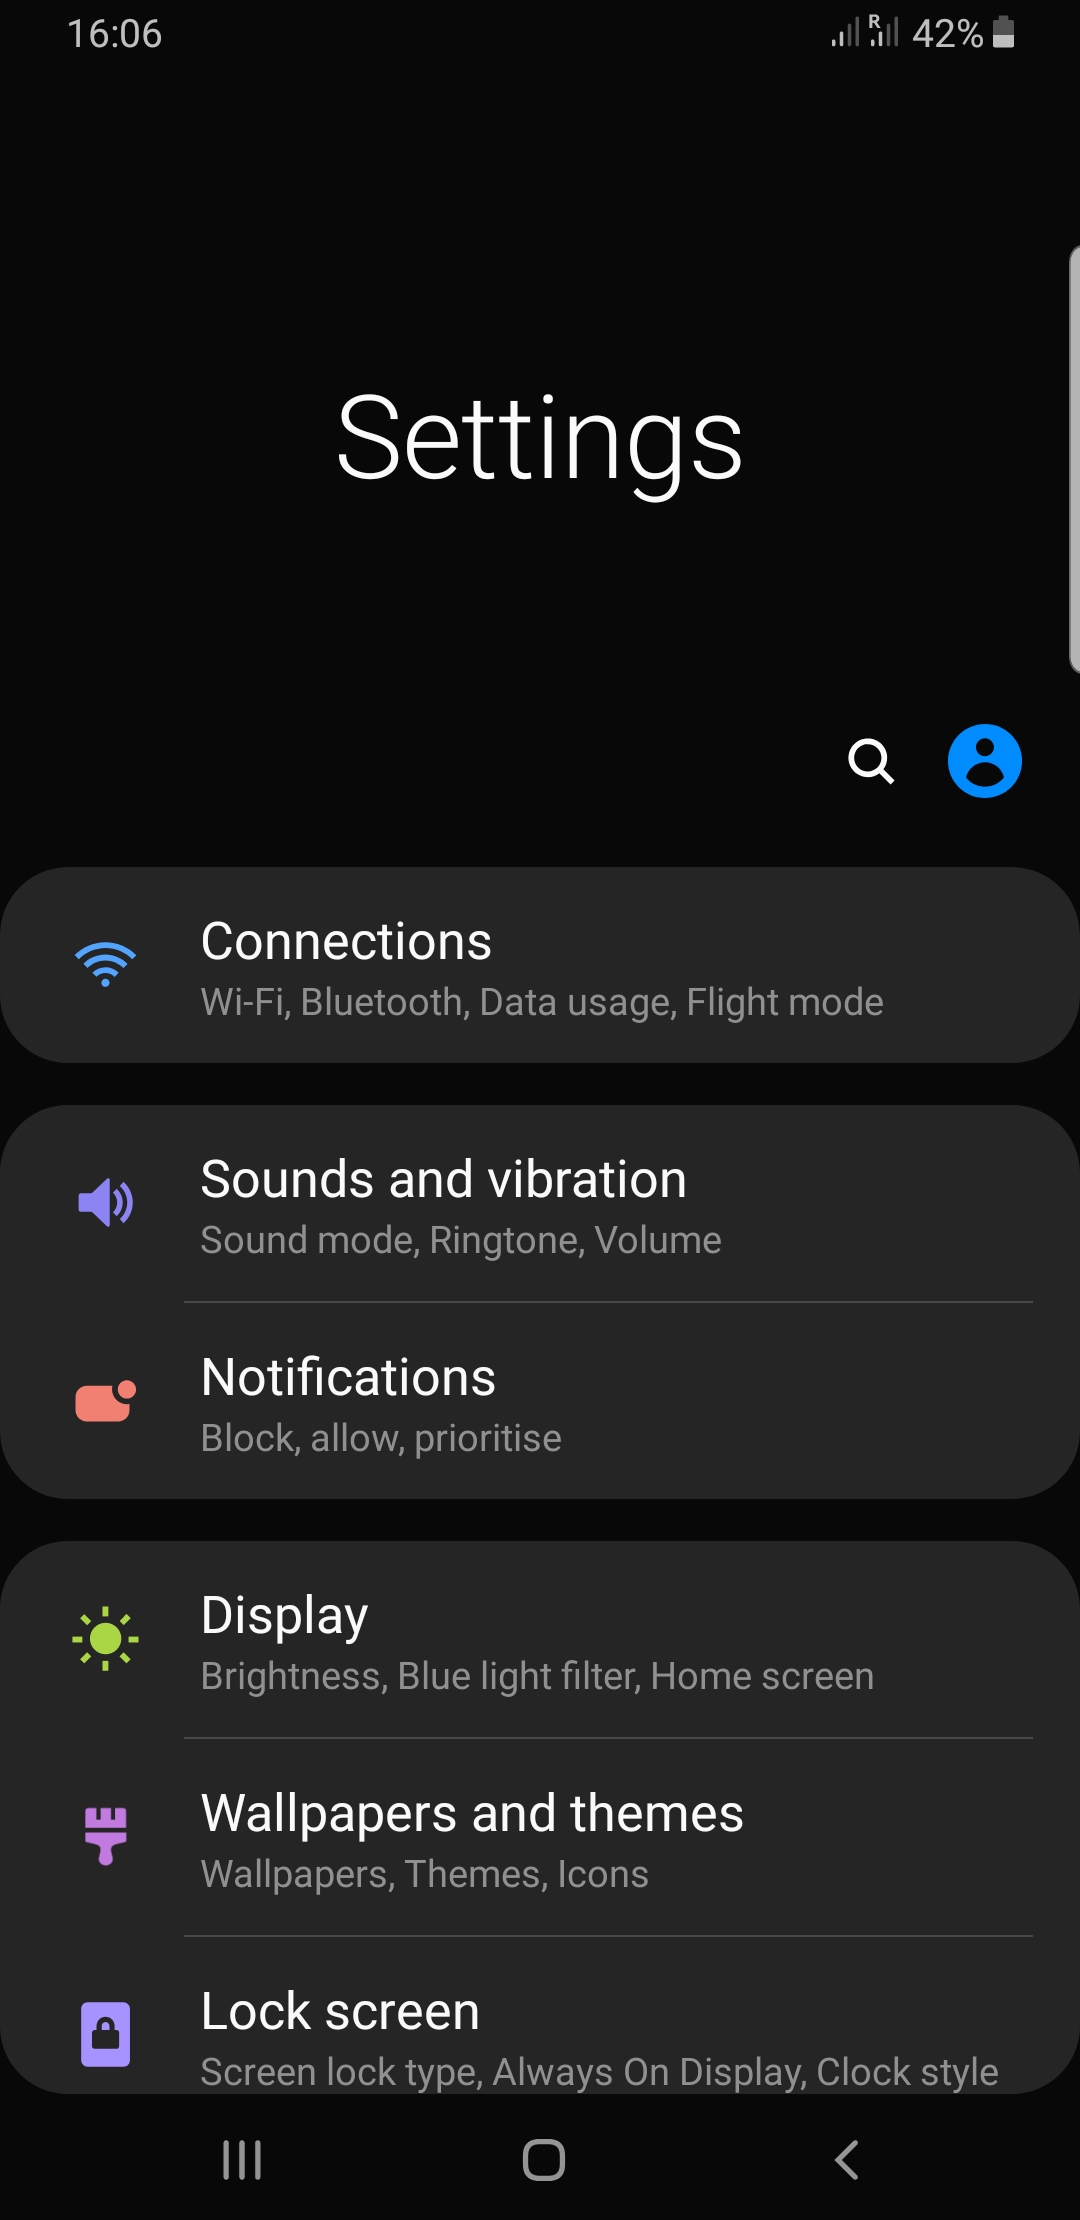 16:06 R 42%
Settings
Connections
Wi-Fi, Bluetooth, Data usage, Flight mode
Sounds and vibration
Sound mode, Ringtone, Volume
Notifications
Block, allow, prioritise
Display
Brightness, Blue light filter, Home screen
Wallpapers and themes
Wallpapers, Themes, Icons
Lock screen
Screen lock type, Always On Display, Clock style